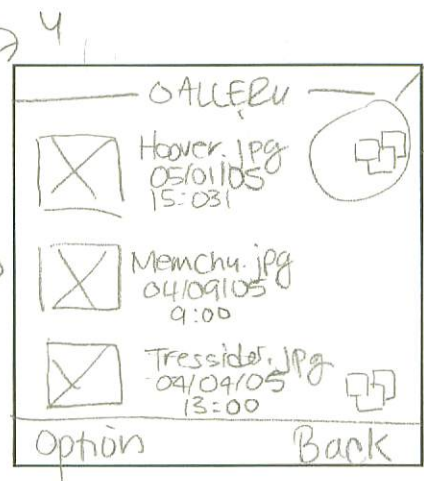 4
GALLERY
Hoover.jpg
05/01/05
15:03
Memchu.jpg
04/09/05
9:00
Tressider.jpg
04/04/05
13:00
Option Back